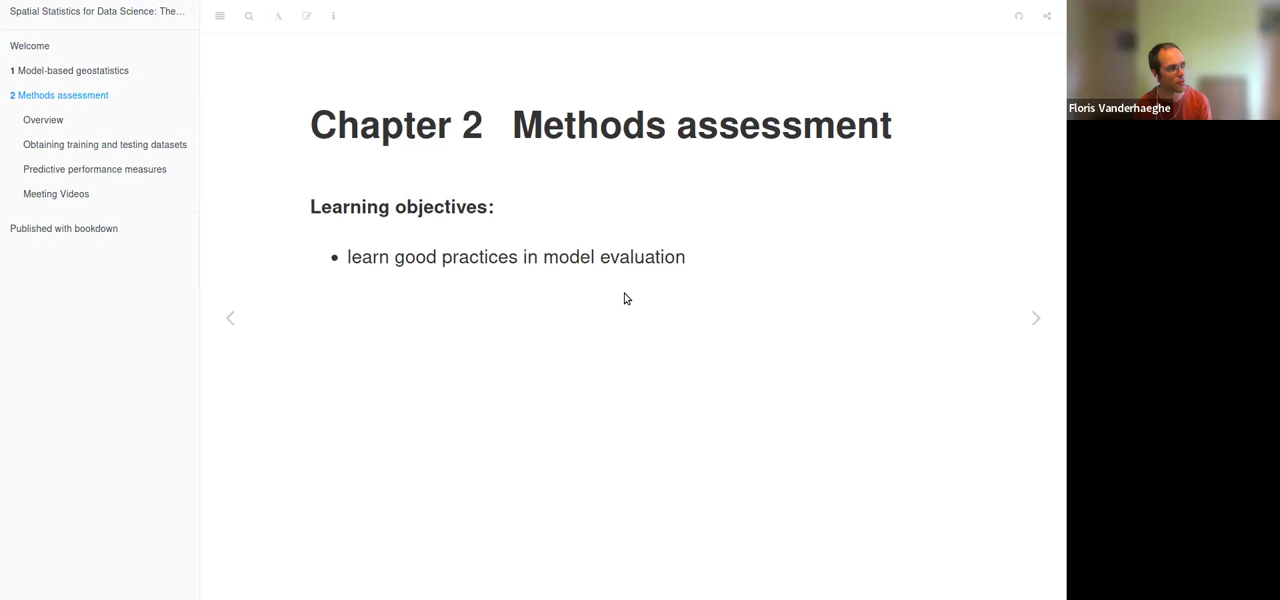 Spatial Statistics for Data Science: The…
Welcome
1 Model-based geostatistics
2 Methods assessment
Overview
Obtaining training and testing datasets
Predictive performance measures
Meeting Videos
Published with bookdown
Chapter 2 Methods assessment
Learning objectives:
• learn good practices in model evaluation
Floris Vanderhaeghe